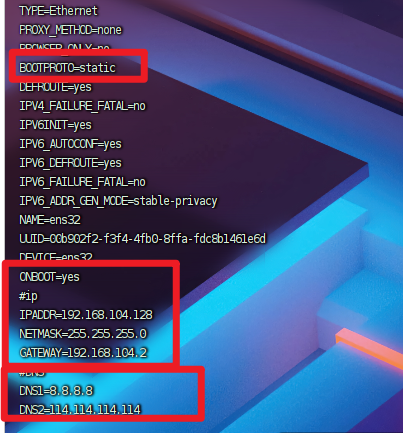 TYPE=Ethernet
PROXY_METHOD=none
BROWSER_ONLY=no
BOOTPROTO=static
DEFROUTE=yes
IPV4_FAILURE_FATAL=no
IPV6INIT=yes
IPV6_AUTOCONF=yes
IPV6_DEFROUTE=yes
IPV6_FAILURE_FATAL=no
IPV6_ADDR_GEN_MODE=stable-privacy
NAME=ens32
UUID=00b902f2-f3f4-4fb0-8ffa-fdc8b1461e6d
DEVICE=ens32
ONBOOT=yes
#ip
IPADDR=192.168.104.128
NETMASK=255.255.255.0
GATEWAY=192.168.104.2
#DNS
DNS1=8.8.8.8
DNS2=114.114.114.114